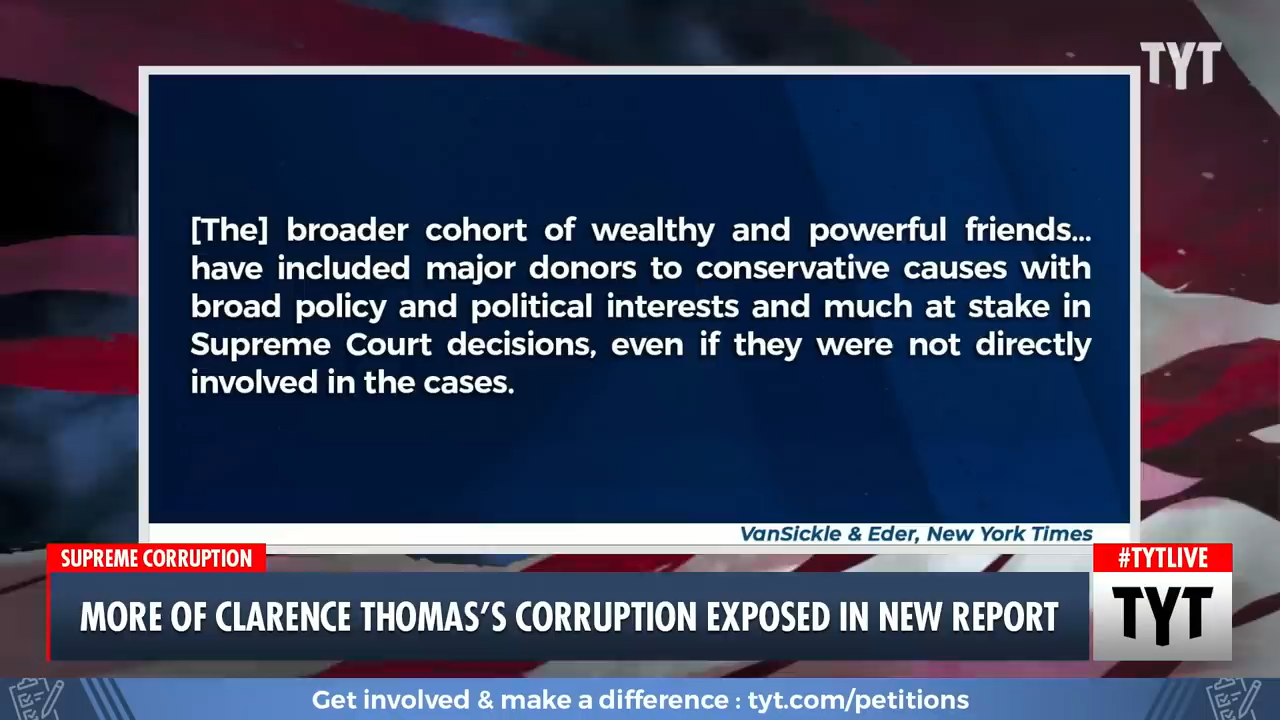 TYT
[The] broader cohort of wealthy and powerful friends...
have included major donors to conservative causes with
broad policy and political interests and much at stake in
Supreme Court decisions, even if they were not directly
involved in the cases.
VanSickle & Eder, New York Times
SUPREME CORRUPTION
#TYTLIVE
MORE OF CLARENCE THOMAS'S CORRUPTION EXPOSED IN NEW REPORT
TYT
Get involved & make a difference : tyt.com/petitions